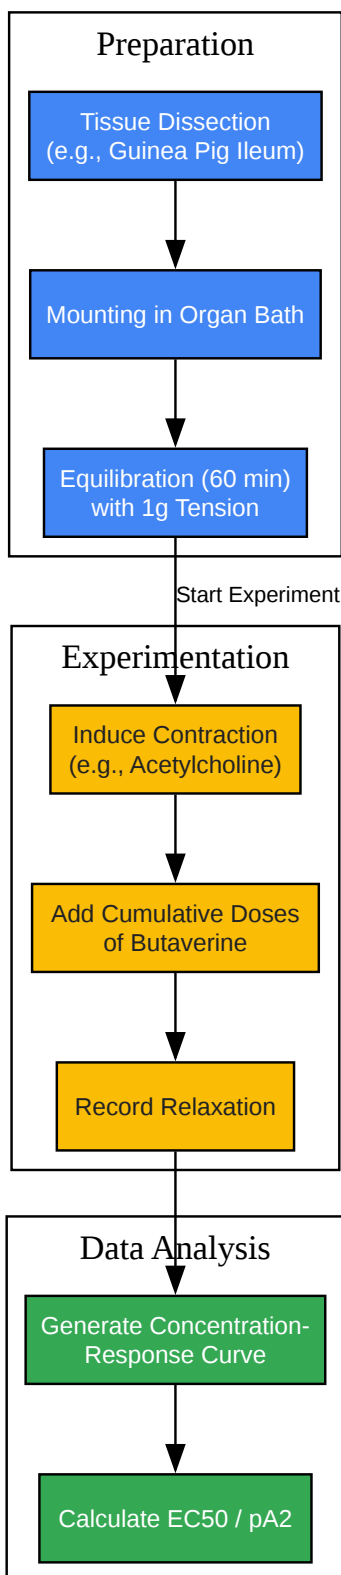 Preparation
Tissue Dissection
(e.g., Guinea Pig Ileum)
Mounting in Organ Bath
Equilibration (60 min)
with 1g Tension
Start Experiment
Experimentation
Induce Contraction
(e.g., Acetylcholine)
Add Cumulative Doses
of Butaverine
Record Relaxation
Data Analysis
Generate Concentration-
Response Curve
Calculate EC50 / pA2